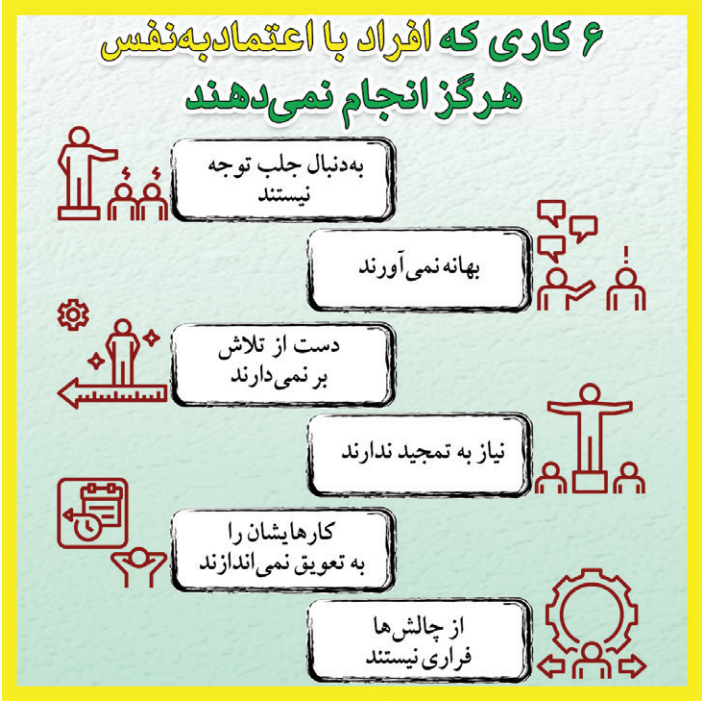 ۶ کاری که افراد با اعتمادبه‌نفس
هرگز انجام نمی‌دهند
به‌دنبال جلب توجه
نیستند
بهانه نمی‌آورند
دست از تلاش
بر نمی‌دارند
نیاز به تمجید ندارند
کارهایشان را
به تعویق نمی‌اندازند
از چالش‌ها
فراری نیستند